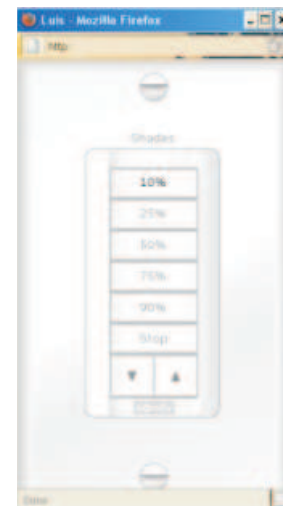 Luis - Mozilla Firefox
http
Shades
10%
25%
50%
75%
90%
Stop
▼ ▲
Done